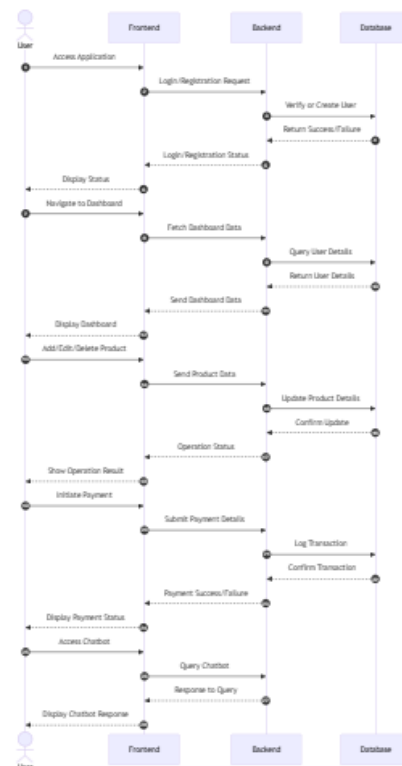 User
Frontend
Backend
Database
Access Application
Login/Registration Request
Verify or Create User
Return Success/Failure
Login/Registration Status
Display Status
Navigate to Dashboard
Fetch Dashboard Data
Query User Details
Return User Details
Send Dashboard Data
Display Dashboard
Add/Edit/Delete Product
Send Product Data
Update Product Details
Confirm Update
Operation Status
Show Operation Result
Initiate Payment
Submit Payment Details
Log Transaction
Confirm Transaction
Payment Success/Failure
Display Payment Status
Access Chatbot
Query Chatbot
Response to Query
Display Chatbot Response
Frontend
Backend
Database